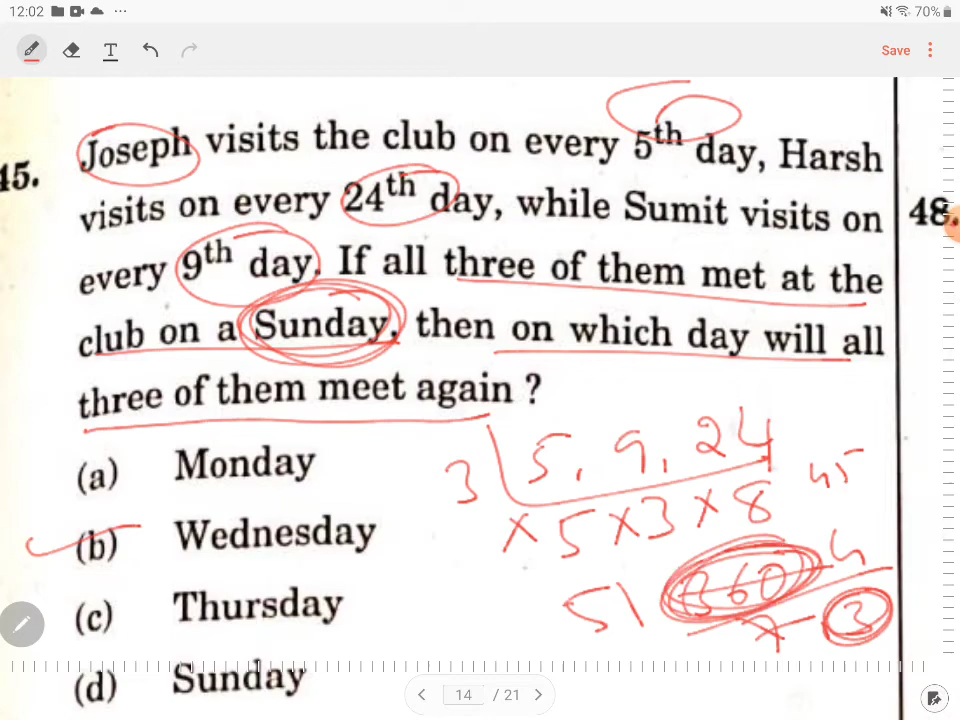 12:02 ... 70%
T Save
45. Joseph visits the club on every 5th day, Harsh
visits on every 24th day, while Sumit visits on 48.
every 9th day. If all three of them met at the
club on a Sunday, then on which day will all
three of them meet again ?
(a) Monday
3 5, 9, 24 45
× 5 × 3 × 8
(b) Wednesday
(c) Thursday
51 360 4
7 3
(d) Sunday
14 / 21